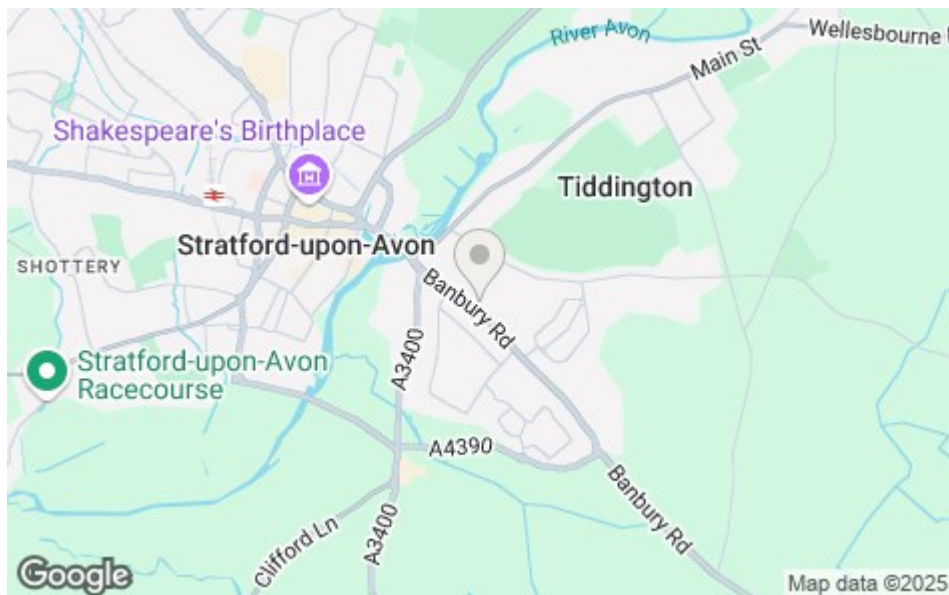 River Avon
Wellesbourne
Main St
Shakespeare's Birthplace
Tiddington
Stratford-upon-Avon
SHOTTERY
Banbury Rd
A3400
Stratford-upon-Avon
Racecourse
A4390
Banbury Rd
Clifford Ln
A3400
Google
Map data ©2025